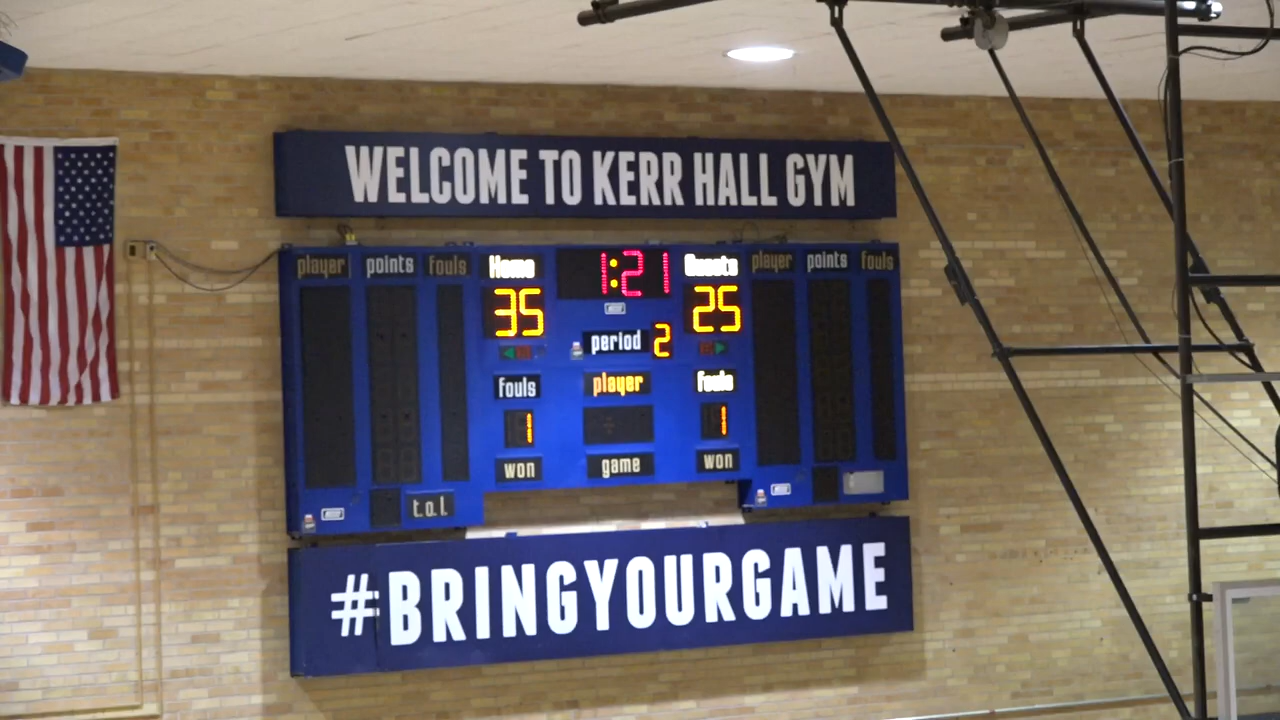 WELCOME TO KERR HALL GYM
player points fouls Home 1:21 Guests player points fouls
35 25
period 2
fouls player fouls
1 1
won game won
t.o.l.
#BRINGYOURGAME